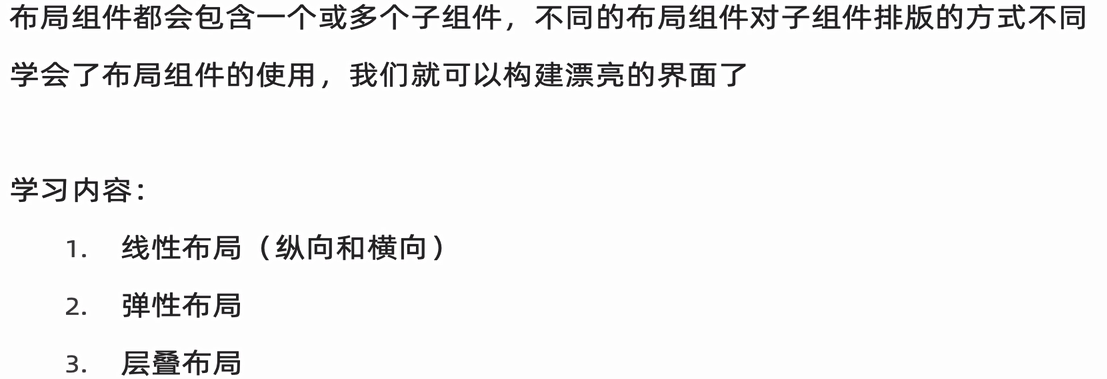 布局组件都会包含一个或多个子组件，不同的布局组件对子组件排版的方式不同
学会了布局组件的使用，我们就可以构建漂亮的界面了
学习内容：
1. 线性布局（纵向和横向）
2. 弹性布局
3. 层叠布局